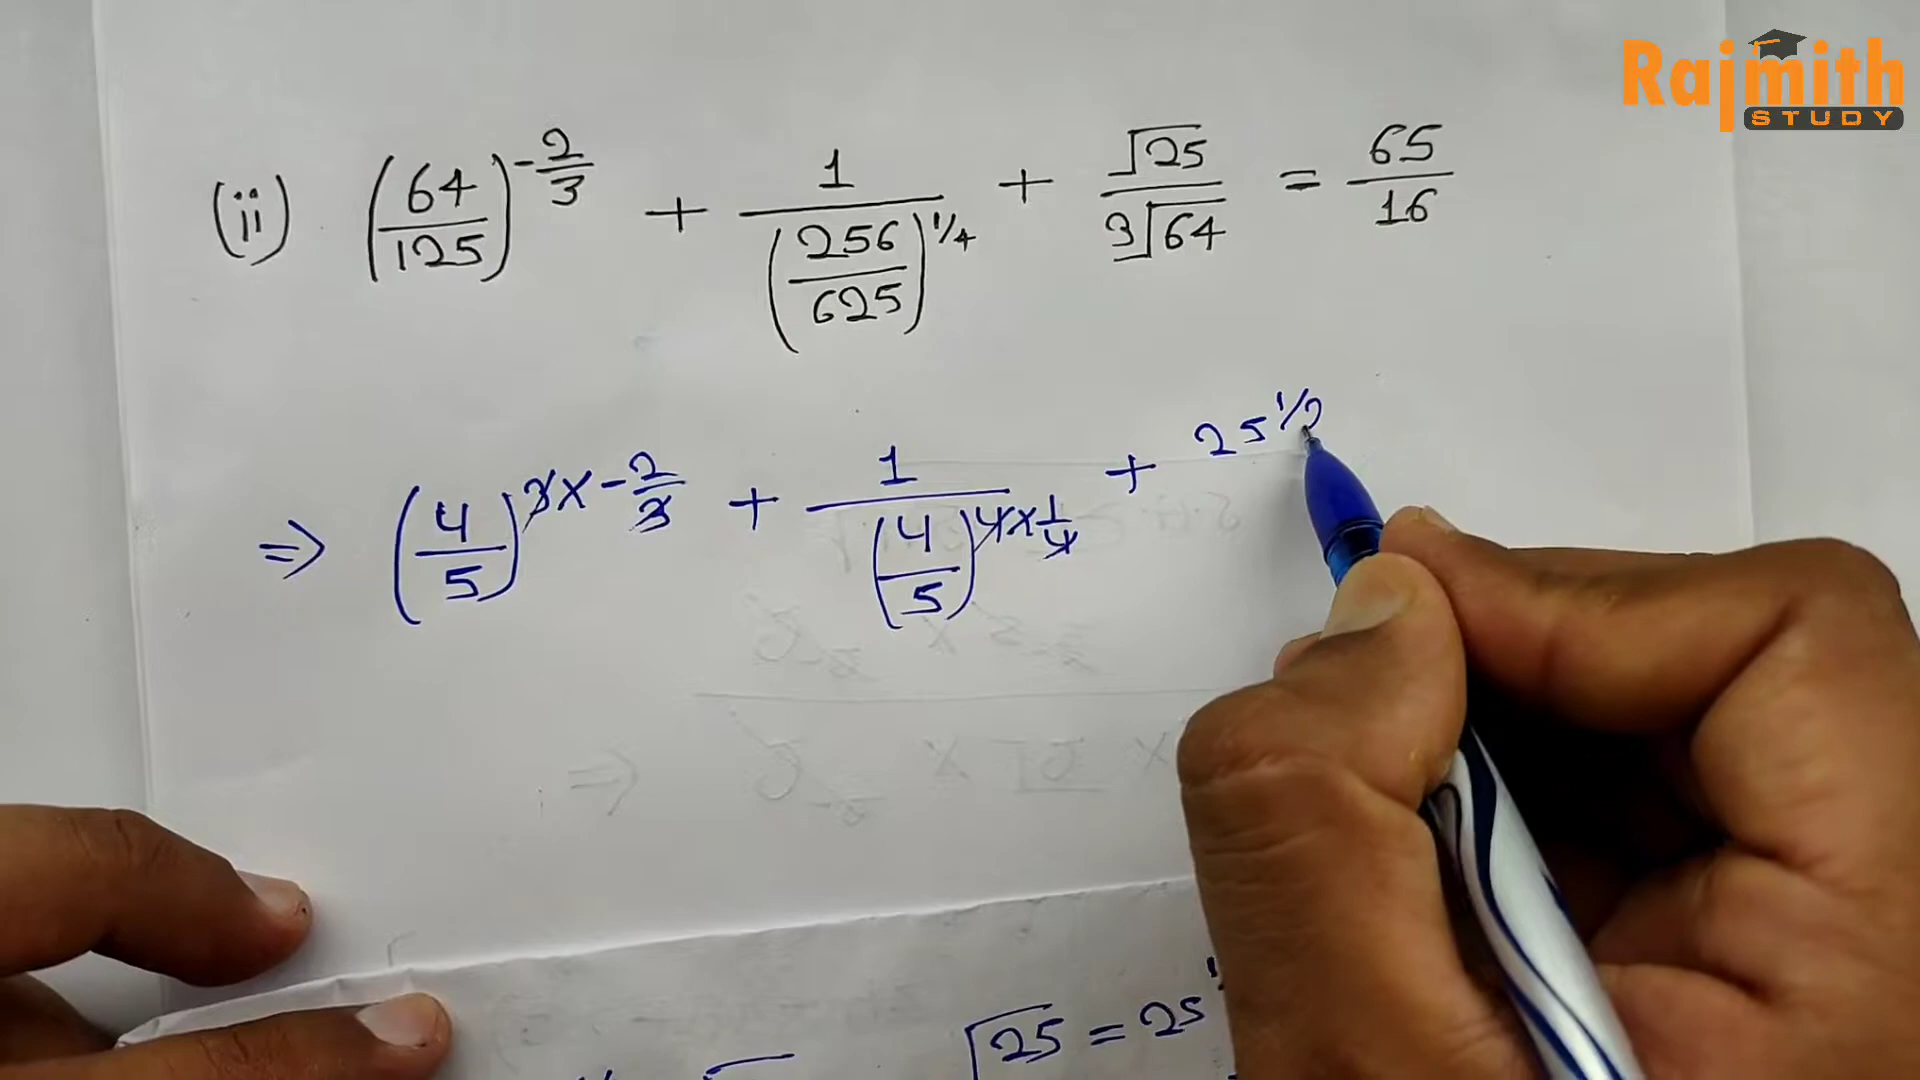 Rajmith
STUDY
(ii) (64/125)^-2/3 + 1/(256/625)^1/4 + √25/3√64 = 65/16
⇒ (4/5)^3×-2/3 + 1/(4/5)^4×1/4 + 25^1/2
√25 = 25